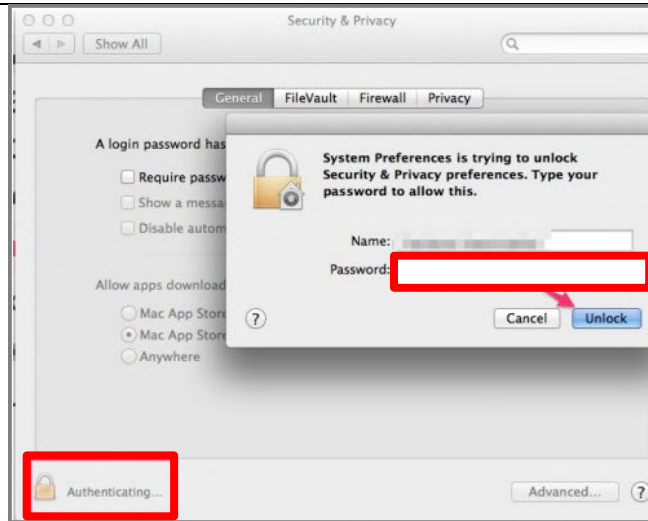 Security & Privacy
Show All
General FileVault Firewall Privacy
A login password has
Require passw
Show a messa
Disable autom
System Preferences is trying to unlock
Security & Privacy preferences. Type your
password to allow this.
Name:
Password:
Allow apps download
Mac App Store
Mac App Store
Anywhere
? Cancel Unlock
Authenticating...
Advanced... ?